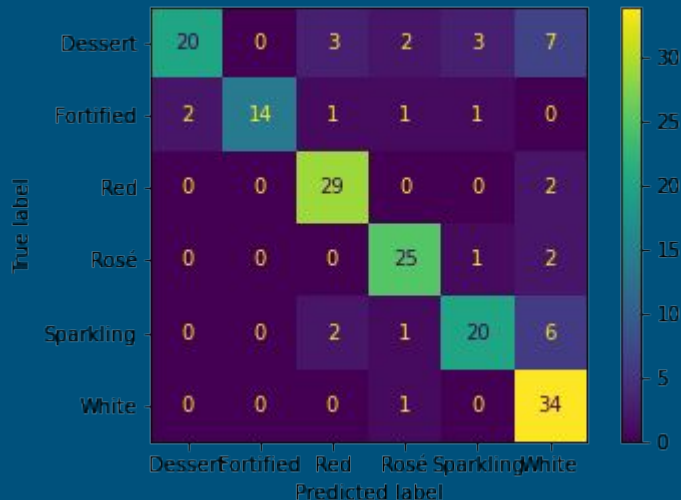 Dessert 20 0 3 2 3 7
Fortified 2 14 1 1 1 0
Red 0 0 29 0 0 2
Rosé 0 0 0 25 1 2
Sparkling 0 0 2 1 20 6
White 0 0 0 1 0 34
True label
Dessert Fortified Red Rosé Sparkling White
Predicted label
30
25
20
15
10
5
0